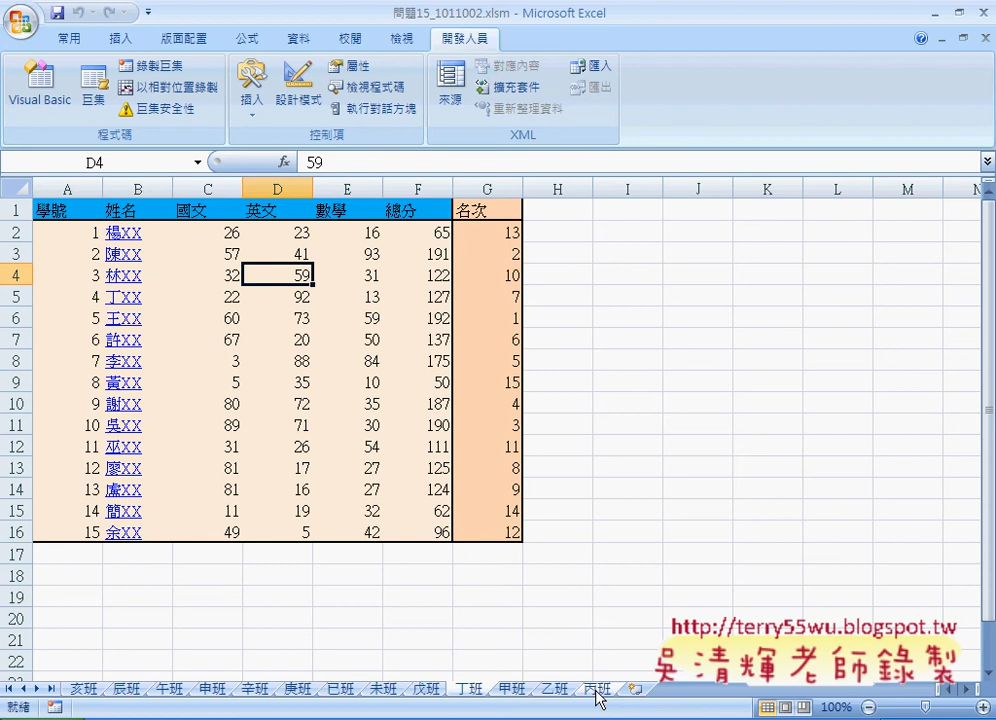 問題15_1011002.xlsm - Microsoft Excel
常用 插入 版面配置 公式 資料 校閱 檢視 開發人員
Visual Basic 巨集 錄製巨集 以相對位置錄製 巨集安全性 插入 設計模式 屬性 檢視程式碼 執行對話方塊 來源 對應內容 擴充套件 重新整理資料 匯入 匯出
程式碼 控制項 XML
D4 fx 59
A B C D E F G H I J K L M N
1 學號 姓名 國文 英文 數學 總分 名次
2 1 楊XX 26 23 16 65 13
3 2 陳XX 57 41 93 191 2
4 3 林XX 32 59 31 122 10
5 4 丁XX 22 92 13 127 7
6 5 王XX 60 73 59 192 1
7 6 許XX 67 20 50 137 6
8 7 李XX 3 88 84 175 5
9 8 黃XX 5 35 10 50 15
10 9 謝XX 80 72 35 187 4
11 10 吳XX 89 71 30 190 3
12 11 巫XX 31 26 54 111 11
13 12 廖XX 81 17 27 125 8
14 13 盧XX 81 16 27 124 9
15 14 簡XX 11 19 32 62 14
16 15 余XX 49 5 42 96 12
17
18
19
20
21
22
http://terry55wu.blogspot.tw
吳清輝老師錄製
亥班 辰班 午班 申班 辛班 庚班 巳班 未班 戊班 丁班 甲班 乙班 丙班
就緒 100%